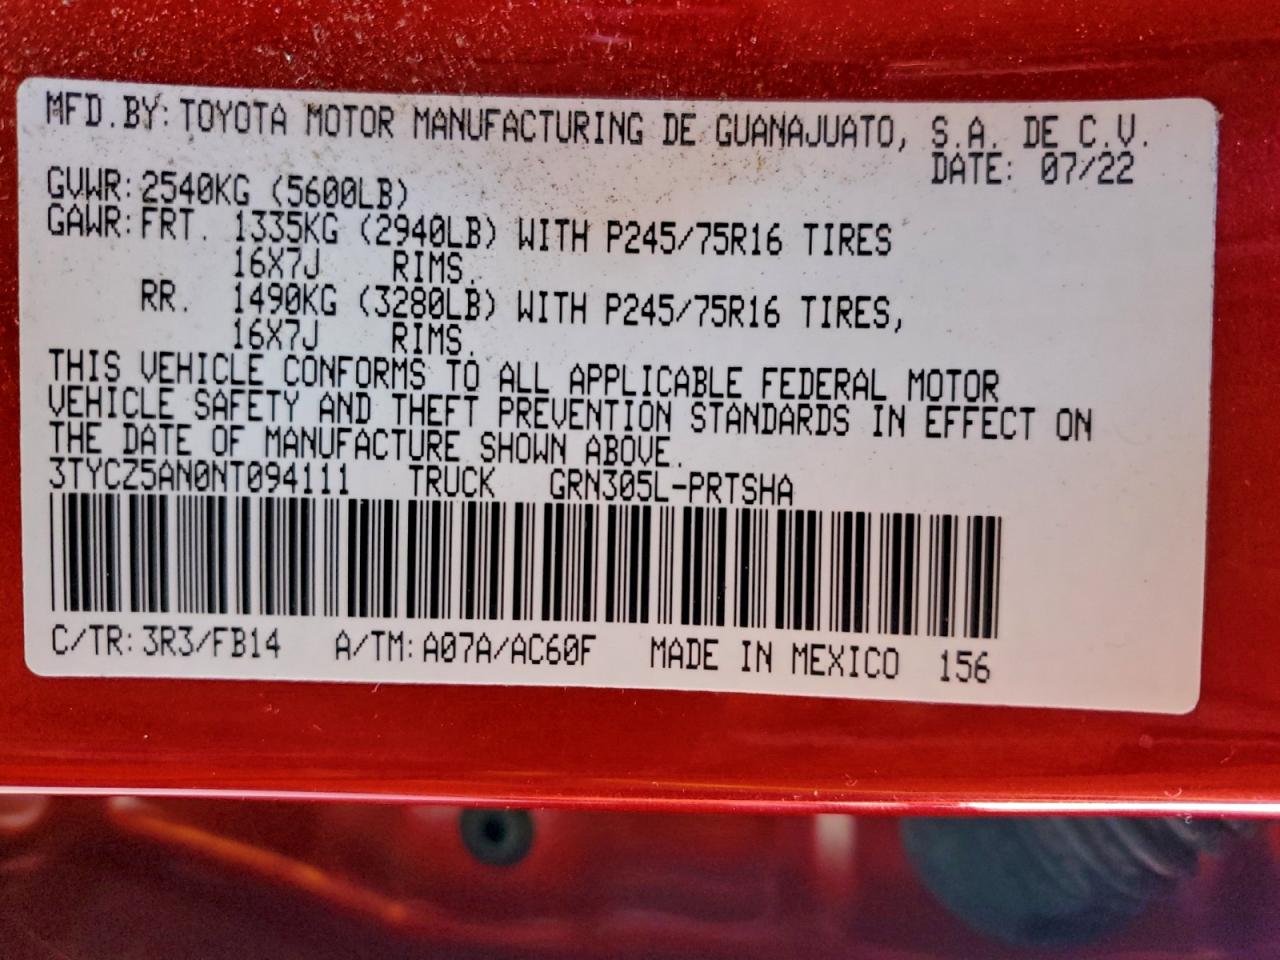 MFD.BY: TOYOTA MOTOR MANUFACTURING DE GUANAJUATO, S.A. DE C.V.
DATE: 07/22
GVWR: 2540KG (5600LB)
GAWR: FRT. 1335KG (2940LB) WITH P245/75R16 TIRES
16X7J RIMS.
RR. 1490KG (3280LB) WITH P245/75R16 TIRES,
16X7J RIMS.
THIS VEHICLE CONFORMS TO ALL APPLICABLE FEDERAL MOTOR
VEHICLE SAFETY AND THEFT PREVENTION STANDARDS IN EFFECT ON
THE DATE OF MANUFACTURE SHOWN ABOVE.
3TYCZ5AN0NT094111 TRUCK GRN305L-PRTSHA
C/TR: 3R3/FB14 A/TM: A07A/AC60F MADE IN MEXICO 156